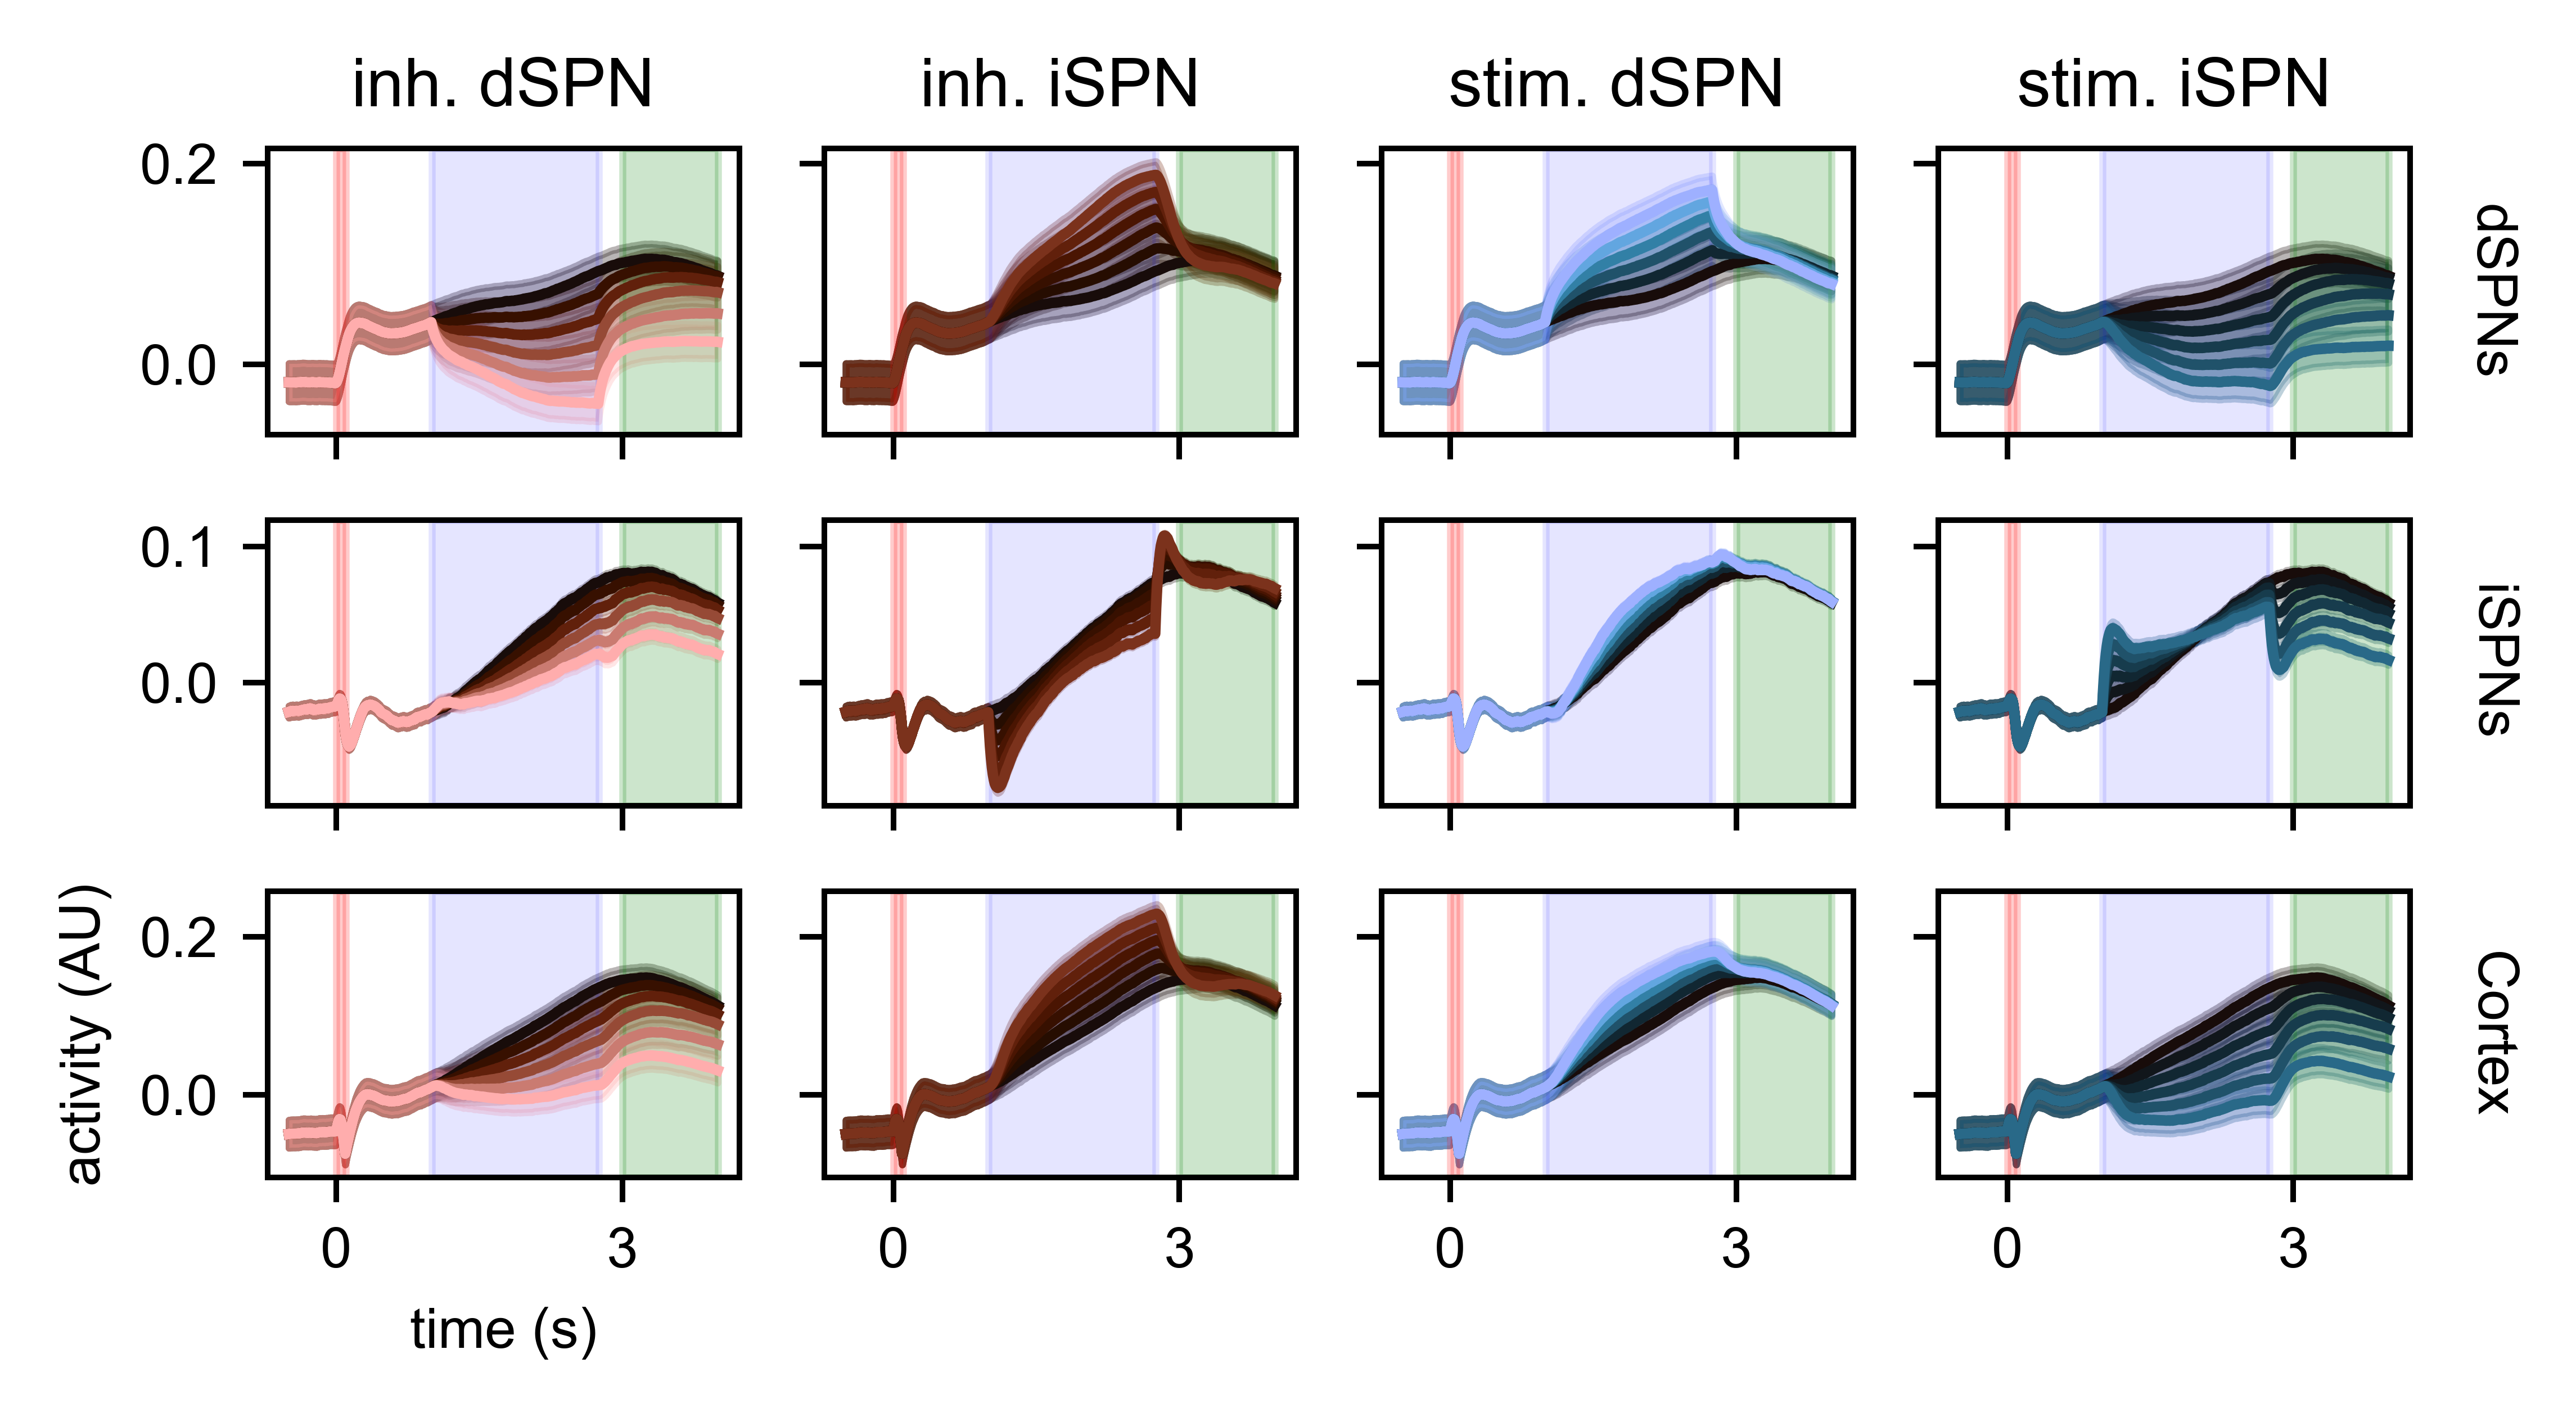 inh. dSPN
inh. iSPN
stim. dSPN
stim. iSPN
0.2
0.0
dSPNs
0.1
0.0
iSPNs
activity (AU)
0.2
0.0
Cortex
0
3
0
3
0
3
0
3
time (s)